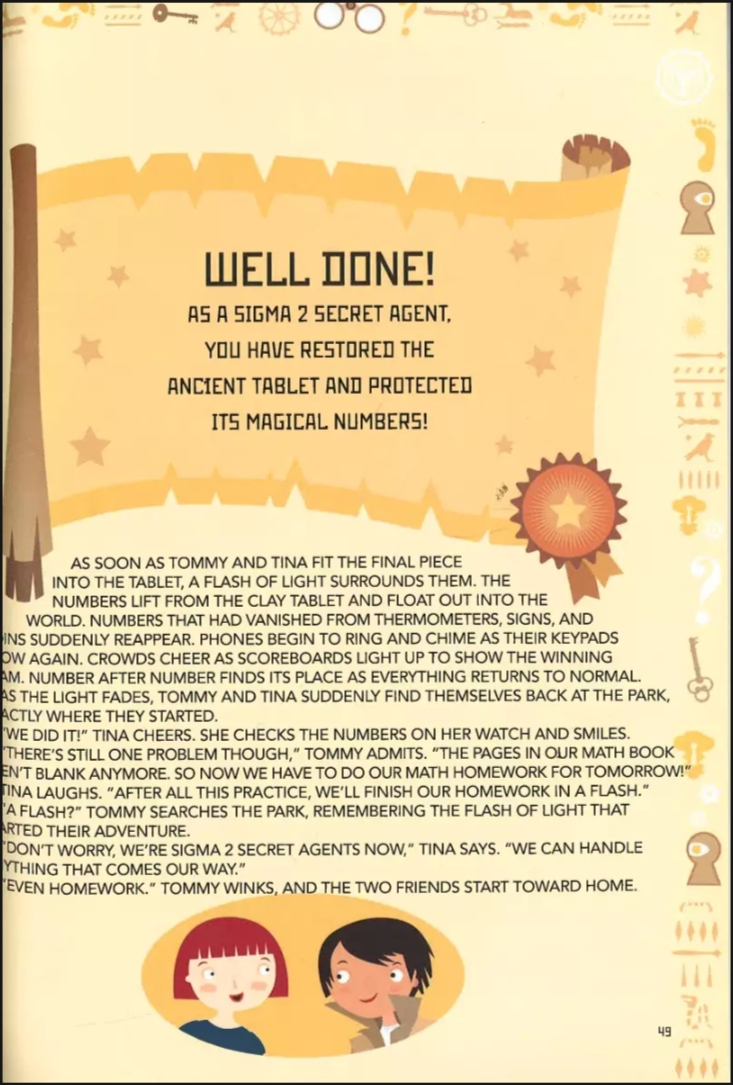 WELL DONE!
AS A SIGMA 2 SECRET AGENT,
YOU HAVE RESTORED THE
ANCIENT TABLET AND PROTECTED
ITS MAGICAL NUMBERS!
AS SOON AS TOMMY AND TINA FIT THE FINAL PIECE
INTO THE TABLET, A FLASH OF LIGHT SURROUNDS THEM. THE
NUMBERS LIFT FROM THE CLAY TABLET AND FLOAT OUT INTO THE
WORLD. NUMBERS THAT HAD VANISHED FROM THERMOMETERS, SIGNS, AND
INS SUDDENLY REAPPEAR. PHONES BEGIN TO RING AND CHIME AS THEIR KEYPADS
OW AGAIN. CROWDS CHEER AS SCOREBOARDS LIGHT UP TO SHOW THE WINNING
AM. NUMBER AFTER NUMBER FINDS ITS PLACE AS EVERYTHING RETURNS TO NORMAL.
AS THE LIGHT FADES, TOMMY AND TINA SUDDENLY FIND THEMSELVES BACK AT THE PARK,
ACTLY WHERE THEY STARTED.
"WE DID IT!" TINA CHEERS. SHE CHECKS THE NUMBERS ON HER WATCH AND SMILES.
"THERE'S STILL ONE PROBLEM THOUGH," TOMMY ADMITS. "THE PAGES IN OUR MATH BOOK
EN'T BLANK ANYMORE. SO NOW WE HAVE TO DO OUR MATH HOMEWORK FOR TOMORROW!"
TINA LAUGHS. "AFTER ALL THIS PRACTICE, WE'LL FINISH OUR HOMEWORK IN A FLASH."
"A FLASH?" TOMMY SEARCHES THE PARK, REMEMBERING THE FLASH OF LIGHT THAT
ARTED THEIR ADVENTURE.
"DON'T WORRY, WE'RE SIGMA 2 SECRET AGENTS NOW," TINA SAYS. "WE CAN HANDLE
YTHING THAT COMES OUR WAY."
"EVEN HOMEWORK." TOMMY WINKS, AND THE TWO FRIENDS START TOWARD HOME.
49